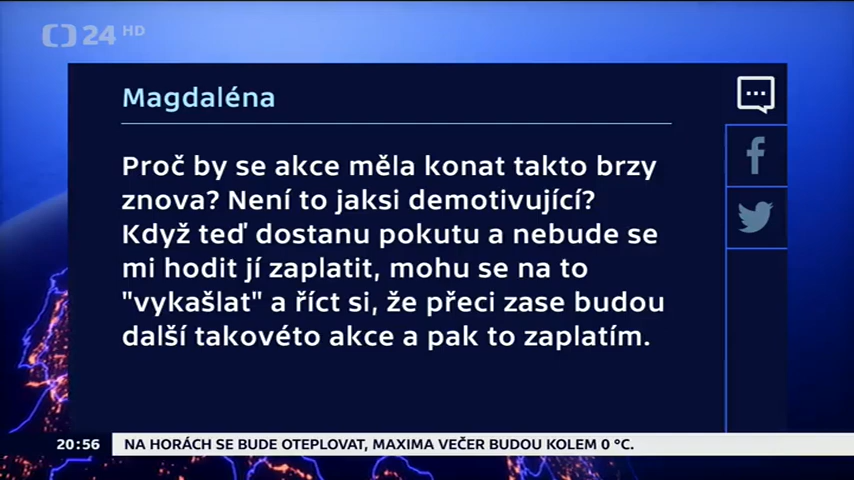 24 HD
Magdaléna
Proč by se akce měla konat takto brzy
znova? Není to jaksi demotivující?
Když teď dostanu pokutu a nebude se
mi hodit jí zaplatit, mohu se na to
"vykašlat" a říct si, že přeci zase budou
další takovéto akce a pak to zaplatím.
20:56 NA HORÁCH SE BUDE OTEPLOVAT, MAXIMA VEČER BUDOU KOLEM 0 °C.